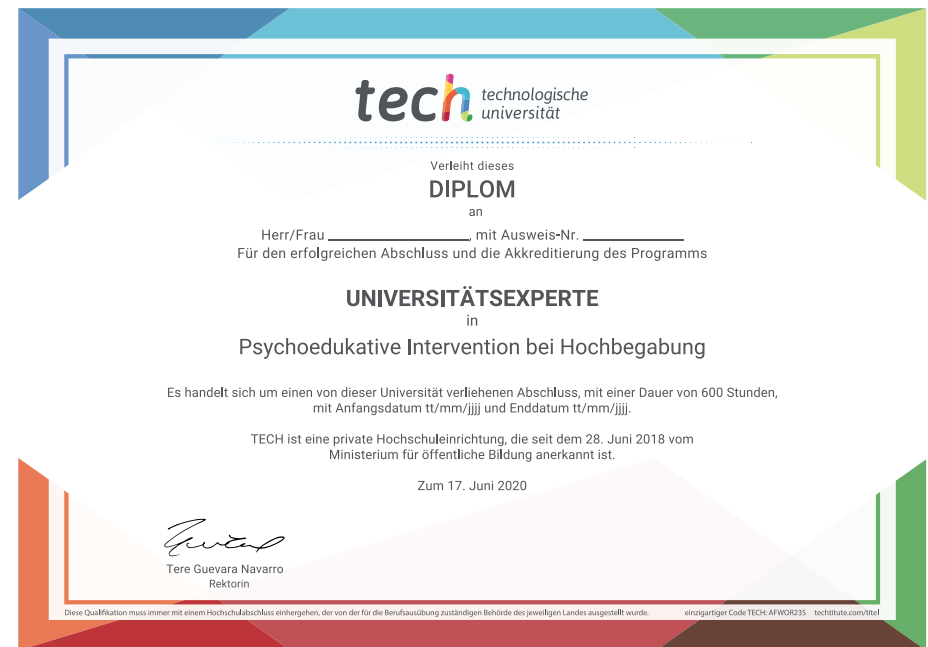 tech technologische
universität
Verleiht dieses
DIPLOM
an
Herr/Frau ____________________, mit Ausweis-Nr. ______________
Für den erfolgreichen Abschluss und die Akkreditierung des Programms
UNIVERSITÄTSEXPERTE
in
Psychoedukative Intervention bei Hochbegabung
Es handelt sich um einen von dieser Universität verliehenen Abschluss, mit einer Dauer von 600 Stunden,
mit Anfangsdatum tt/mm/jjjj und Enddatum tt/mm/jjjj.
TECH ist eine private Hochschuleinrichtung, die seit dem 28. Juni 2018 vom
Ministerium für öffentliche Bildung anerkannt ist.
Zum 17. Juni 2020
Tere Guevara Navarro
Rektorin
Diese Qualifikation muss immer mit einem Hochschulabschluss einhergehen, der von der für die Berufsausübung zuständigen Behörde des jeweiligen Landes ausgestellt wurde. einzigartiger Code TECH: AFWOR23S techtitute.com/titel